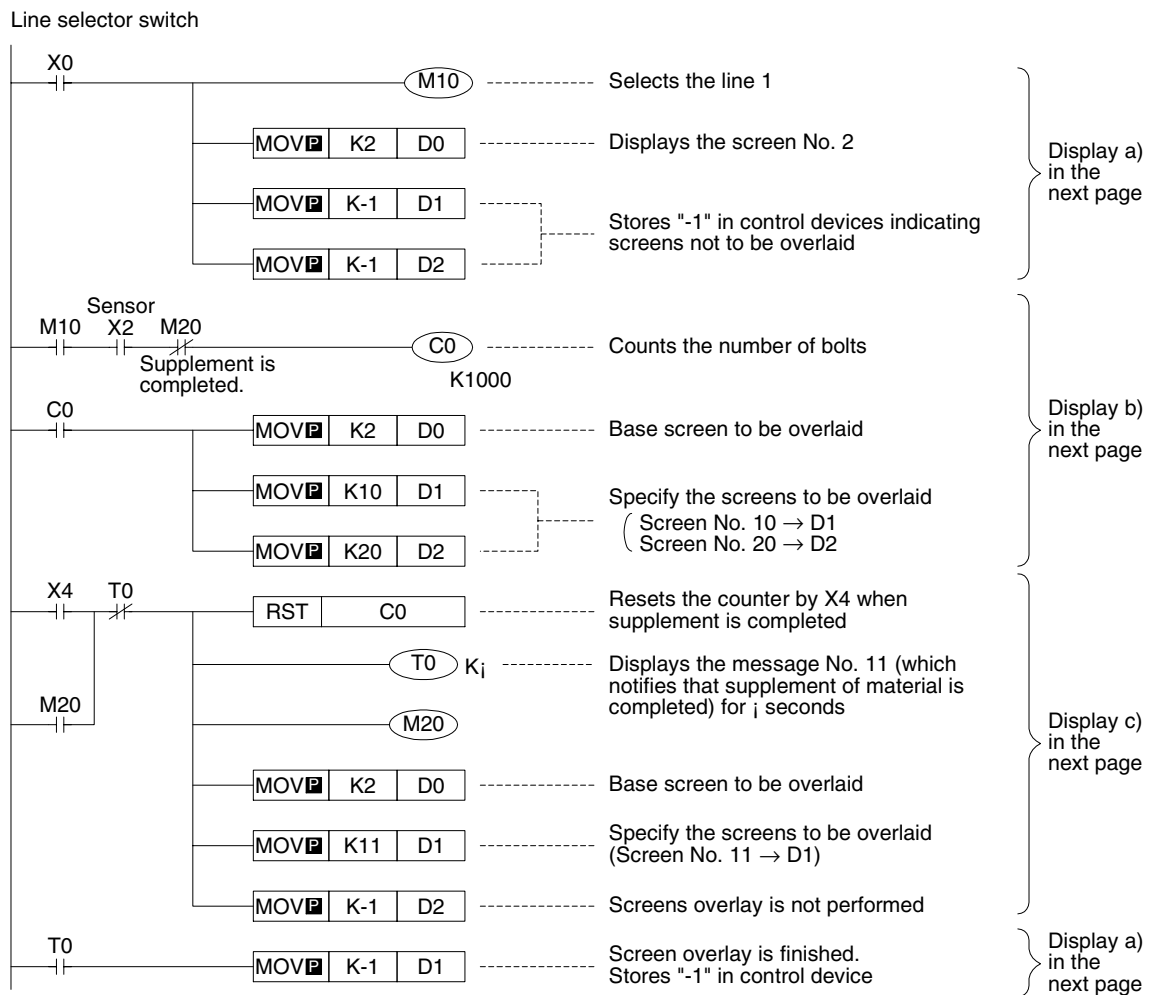 Line selector switch
X0
M10
Selects the line 1
MOVP K2 D0
Displays the screen No. 2
MOVP K-1 D1
Stores "-1" in control devices indicating
screens not to be overlaid
MOVP K-1 D2
Display a)
in the
next page
Sensor
M10 X2 M20
Supplement is
completed.
C0
K1000
Counts the number of bolts
C0
MOVP K2 D0
Base screen to be overlaid
MOVP K10 D1
Specify the screens to be overlaid
Screen No. 10 → D1
Screen No. 20 → D2
MOVP K20 D2
Display b)
in the
next page
X4 T0
RST C0
Resets the counter by X4 when
supplement is completed
T0 K¡
Displays the message No. 11 (which
notifies that supplement of material is
completed) for ¡ seconds
M20
M20
MOVP K2 D0
Base screen to be overlaid
MOVP K11 D1
Specify the screens to be overlaid
(Screen No. 11 → D1)
MOVP K-1 D2
Screens overlay is not performed
Display c)
in the
next page
T0
MOVP K-1 D1
Screen overlay is finished.
Stores "-1" in control device
Display a)
in the
next page